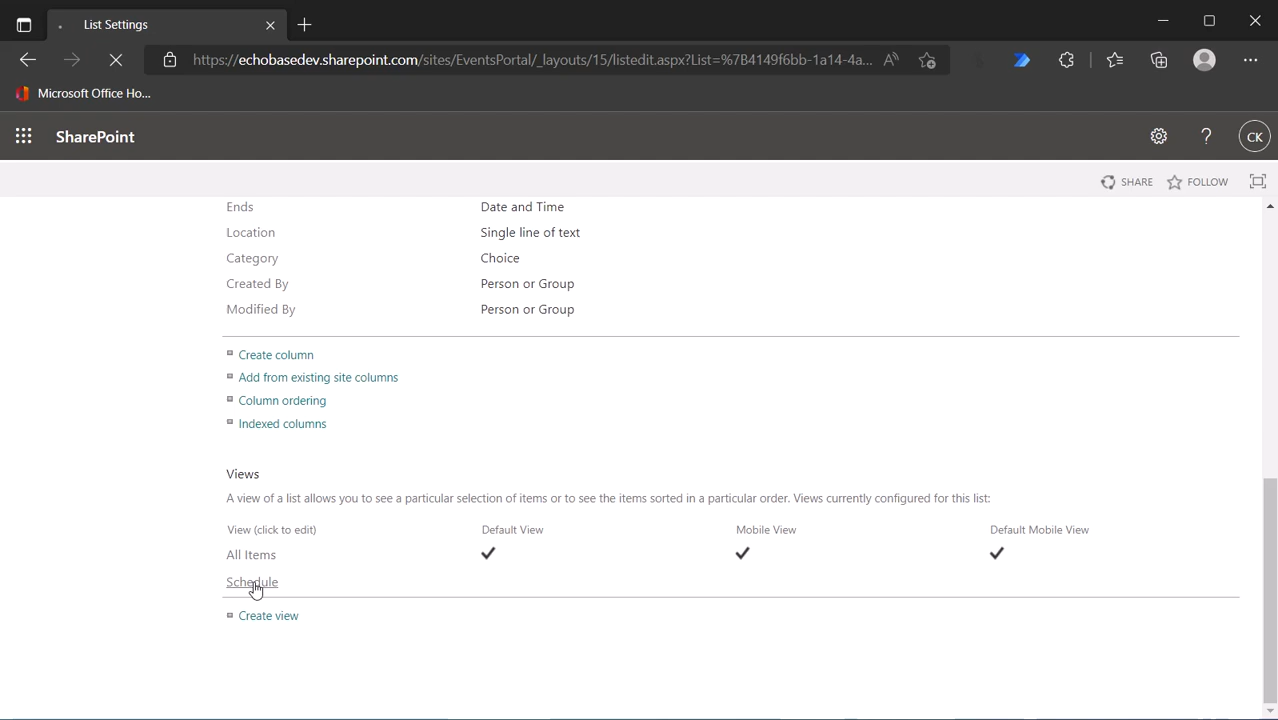 List Settings
https://echobasedev.sharepoint.com/sites/EventsPortal/_layouts/15/listedit.aspx?List=%7B4149f6bb-1a14-4a...
Microsoft Office Ho...
SharePoint
CK
SHARE
FOLLOW
Ends Date and Time
Location Single line of text
Category Choice
Created By Person or Group
Modified By Person or Group
Create column
Add from existing site columns
Column ordering
Indexed columns
Views
A view of a list allows you to see a particular selection of items or to see the items sorted in a particular order. Views currently configured for this list:
View (click to edit) Default View Mobile View Default Mobile View
All Items
Schedule
Create view